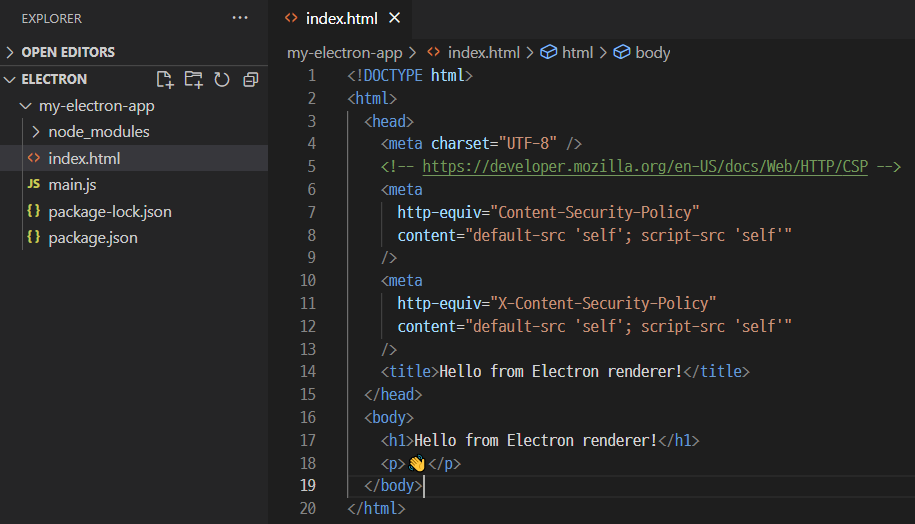 EXPLORER ···
OPEN EDITORS
ELECTRON
my-electron-app
node_modules
<> index.html
JS main.js
{} package-lock.json
{} package.json
<> index.html ×
my-electron-app > <> index.html > html > body
1 <!DOCTYPE html>
2 <html>
3 <head>
4 <meta charset="UTF-8" />
5 <!-- https://developer.mozilla.org/en-US/docs/Web/HTTP/CSP -->
6 <meta
7 http-equiv="Content-Security-Policy"
8 content="default-src 'self'; script-src 'self'"
9 />
10 <meta
11 http-equiv="X-Content-Security-Policy"
12 content="default-src 'self'; script-src 'self'"
13 />
14 <title>Hello from Electron renderer!</title>
15 </head>
16 <body>
17 <h1>Hello from Electron renderer!</h1>
18 <p>👋</p>
19 </body>
20 </html>